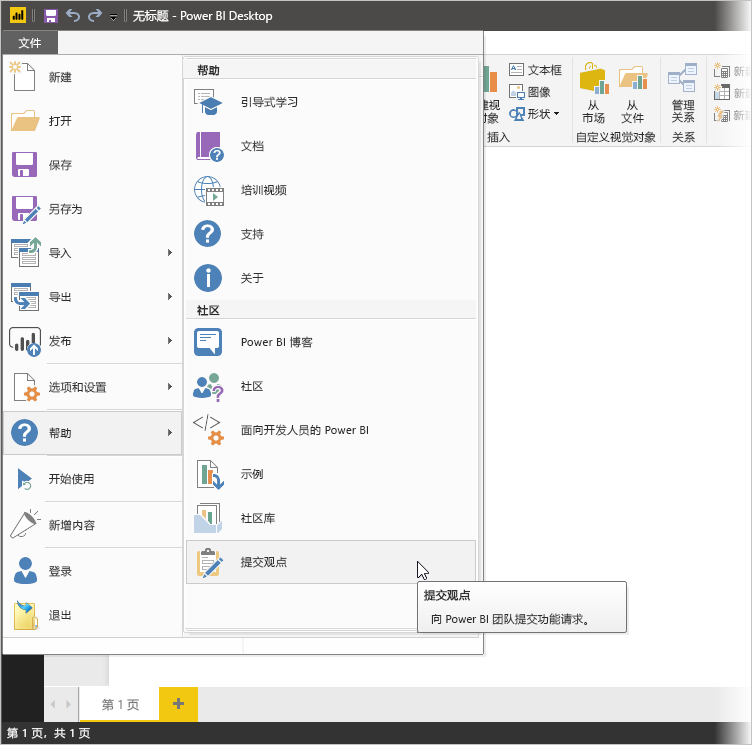 无标题 - Power BI Desktop
文件
新建
打开
保存
另存为
导入
导出
发布
选项和设置
帮助
开始使用
新增内容
登录
退出
帮助
引导式学习
文档
培训视频
支持
关于
社区
Power BI 博客
社区
面向开发人员的 Power BI
示例
社区库
提交观点
提交观点
向 Power BI 团队提交功能请求。
对象
插入
文本框
图像
形状
从
市场
从
文件
自定义视觉对象
管理
关系
关系
第 1 页
第 1 页，共 1 页